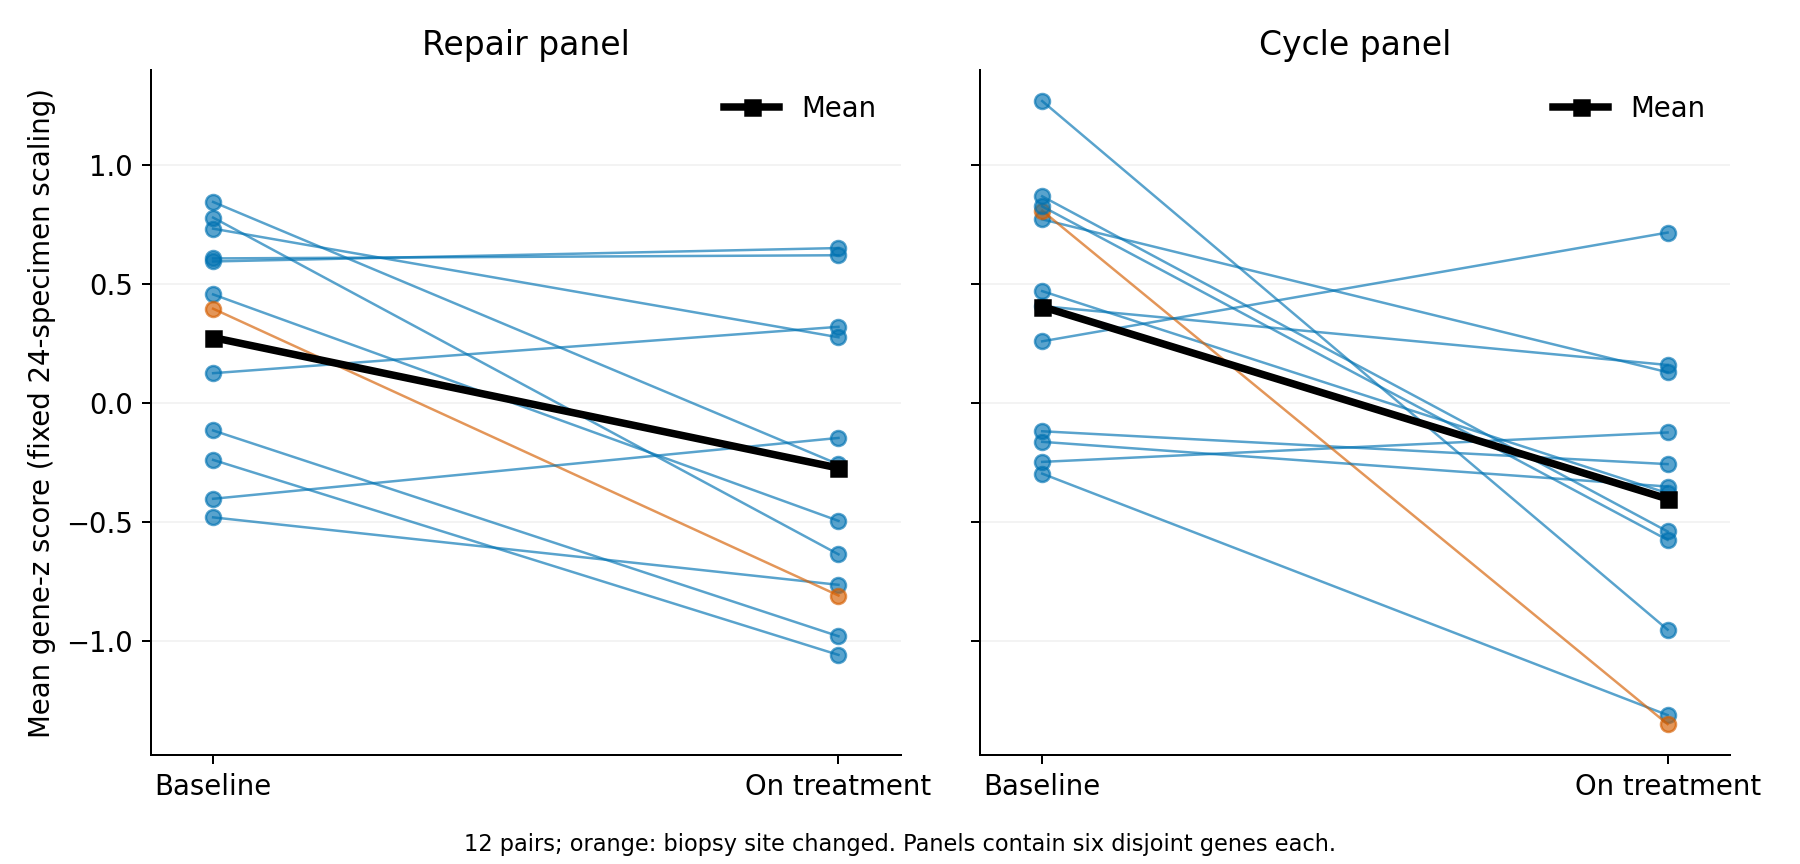 Repair panel
Cycle panel
Mean gene-z score (fixed 24-specimen scaling)
Mean
Mean
1.0
0.5
0.0
−0.5
−1.0
Baseline
On treatment
Baseline
On treatment
12 pairs; orange: biopsy site changed. Panels contain six disjoint genes each.